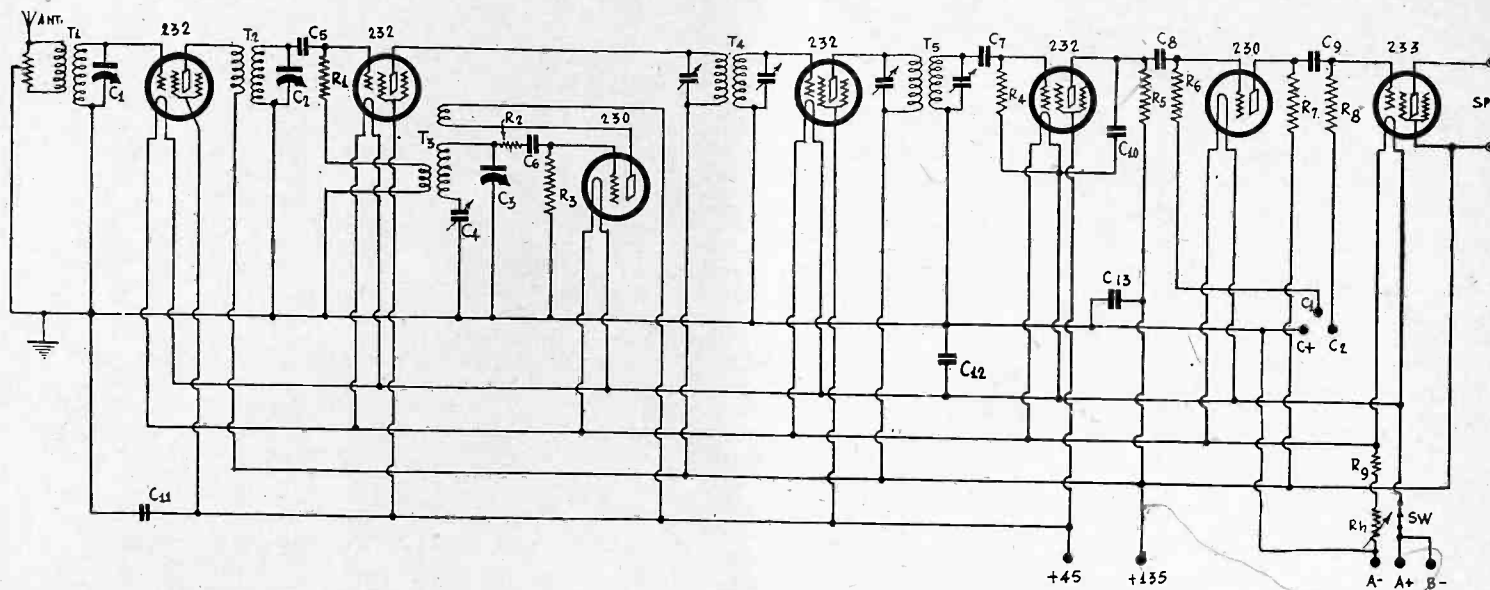 ANT.
T1
C1
232
T2
C2
C5
R1
232
T3
R2
C6
C3
C4
R3
230
T4
232
T5
C7
R4
232
C10
C8
R5
R6
230
C9
R7
R8
233
SP
C13
C1
C+
C2
C12
C11
R9
Rh
SW
+45
+135
A-
A+
B-